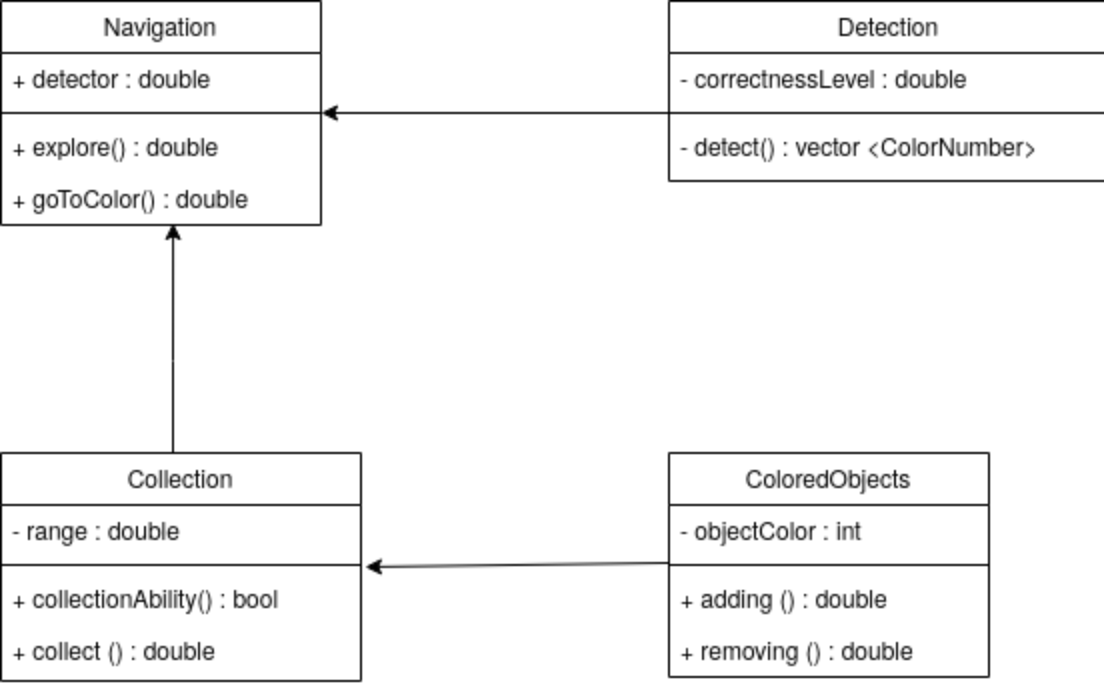 Navigation
+ detector : double
+ explore() : double
+ goToColor() : double
Detection
- correctnessLevel : double
- detect() : vector <ColorNumber>
Collection
- range : double
+ collectionAbility() : bool
+ collect () : double
ColoredObjects
- objectColor : int
+ adding () : double
+ removing () : double